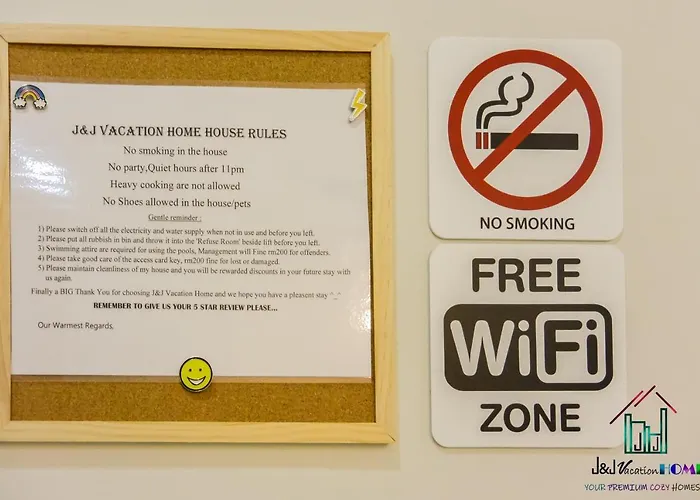 J&J VACATION HOME HOUSE RULES
No smoking in the house
No party,Quiet hours after 11pm
Heavy cooking are not allowed
No Shoes allowed in the house/pets
Gentle reminder :
1) Please switch off all the electricity and water supply when not in use and before you left.
2) Please put all rubbish in bin and throw it into the 'Refuse Room' beside lift before you left.
3) Swimming attire are required for using the pools, Management will Fine rm200 for offenders.
4) Please take good care of the access card key, rm200 fine for lost or damaged.
5) Please maintain cleanliness of my house and you will be rewarded discounts in your future stay with
us again.
Finally a BIG Thank You for choosing J&J Vacation Home and we hope you have a pleasent stay ^_^
REMEMBER TO GIVE US YOUR 5 STAR REVIEW PLEASE...
Our Warmest Regards,
NO SMOKING
FREE
WiFi
ZONE
J&J Vacation HOME
YOUR PREMIUM COZY HOMES